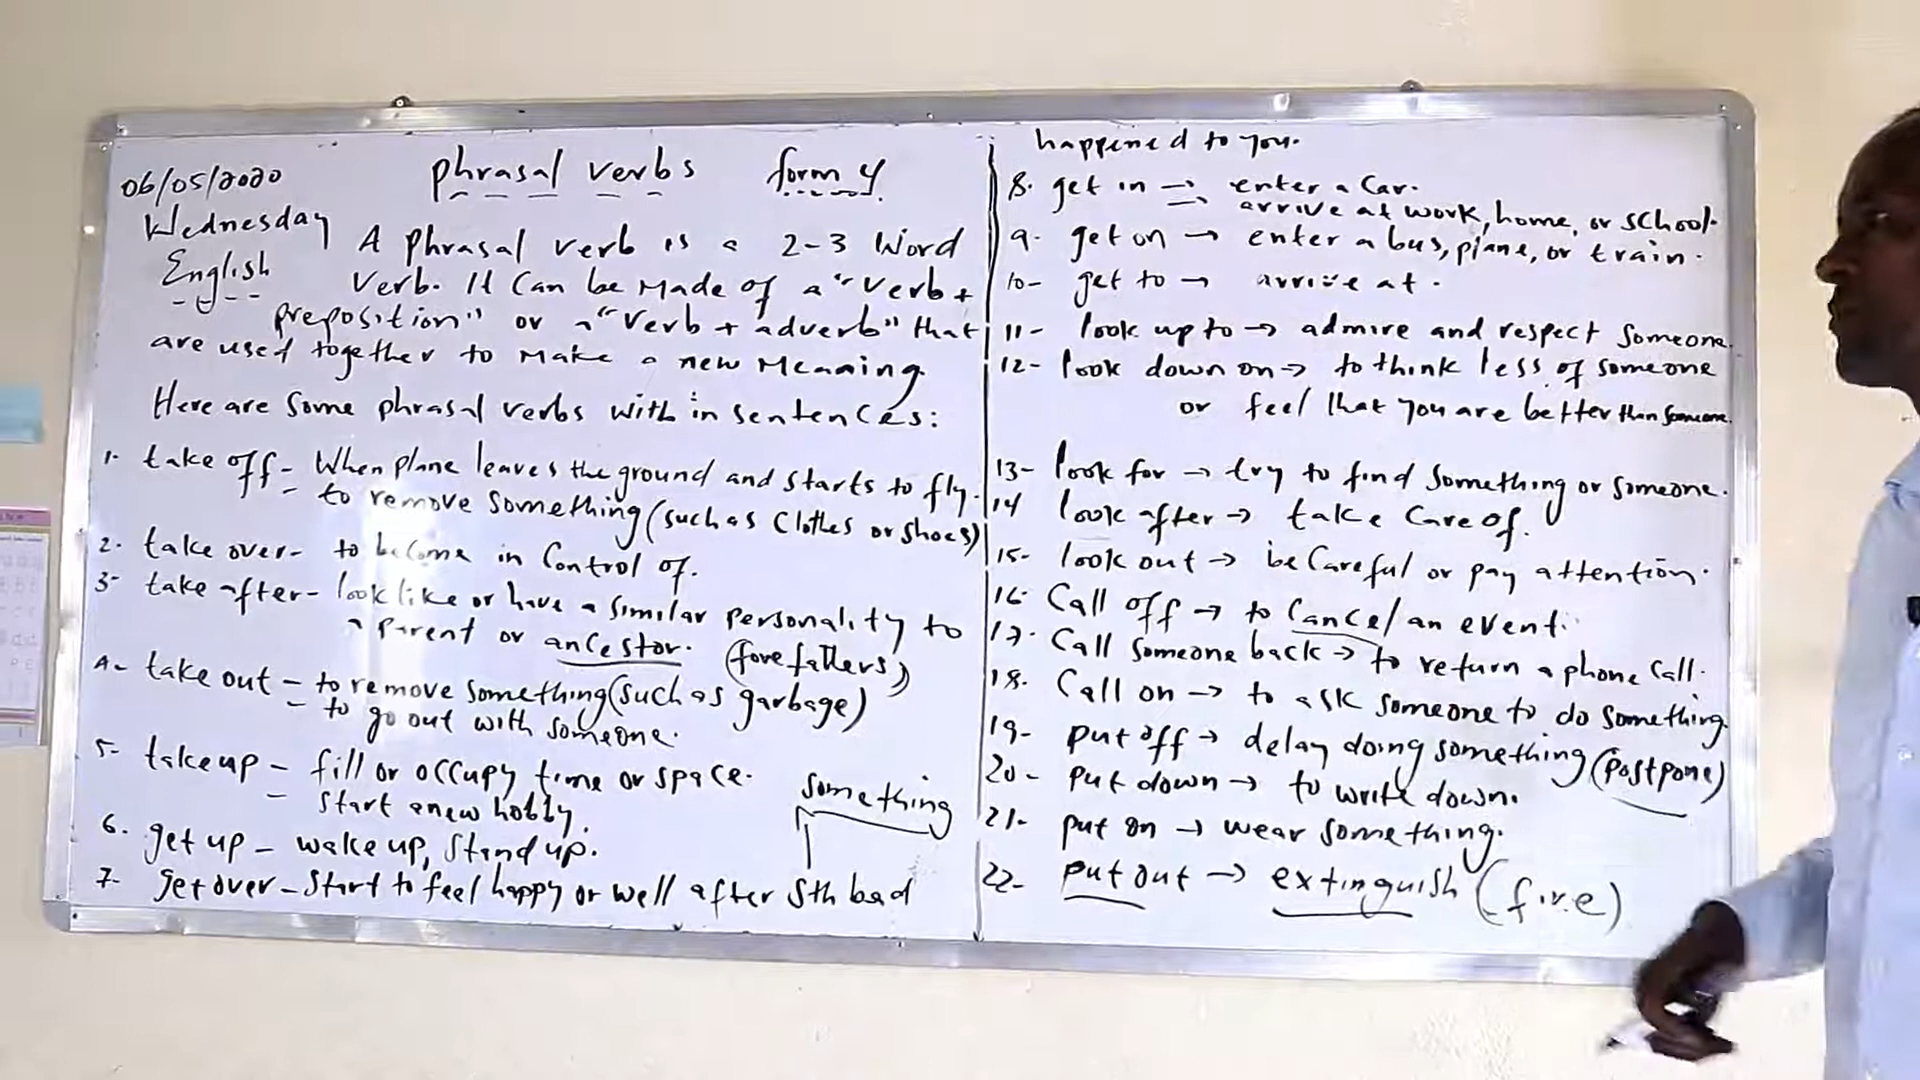 06/05/2020
Wednesday
English
phrasal verbs form 4
A phrasal verb is a 2-3 Word
verb. It Can be made of a "verb +
preposition" or a "verb + adverb" that
are used together to make a new meaning.
Here are some phrasal verbs with in sentences:
1. take off - When plane leaves the ground and starts to fly.
- to remove something (such as Clothes or shoes)
2. take over - to become in Control of.
3- take after - look like or have a similar personality to
a parent or ancestor. (forefathers)
4- take out - to remove something (such as garbage)
- to go out with someone.
5- take up - fill or occupy time or space.
- start a new hobby.
6. get up - wake up, stand up.
something
7- get over - start to feel happy or well after sth bad
happened to you.
8. get in → enter a Car.
→ arrive at work, home, or school.
9. get on → enter a bus, plane, or train.
10- get to → arrive at.
11- look up to → admire and respect someone.
12- look down on → to think less of someone
or feel that you are better than someone.
13- look for → try to find something or someone.
14 look after → take Care of.
15- look out → be Careful or pay attention.
16. Call off → to Cancel an event.
17. Call someone back → to return a phone Call.
18. Call on → to ask someone to do something.
19- put off → delay doing something (postpone)
20- put down → to write down.
21- put on → wear something.
22- put out → extinguish (fire)